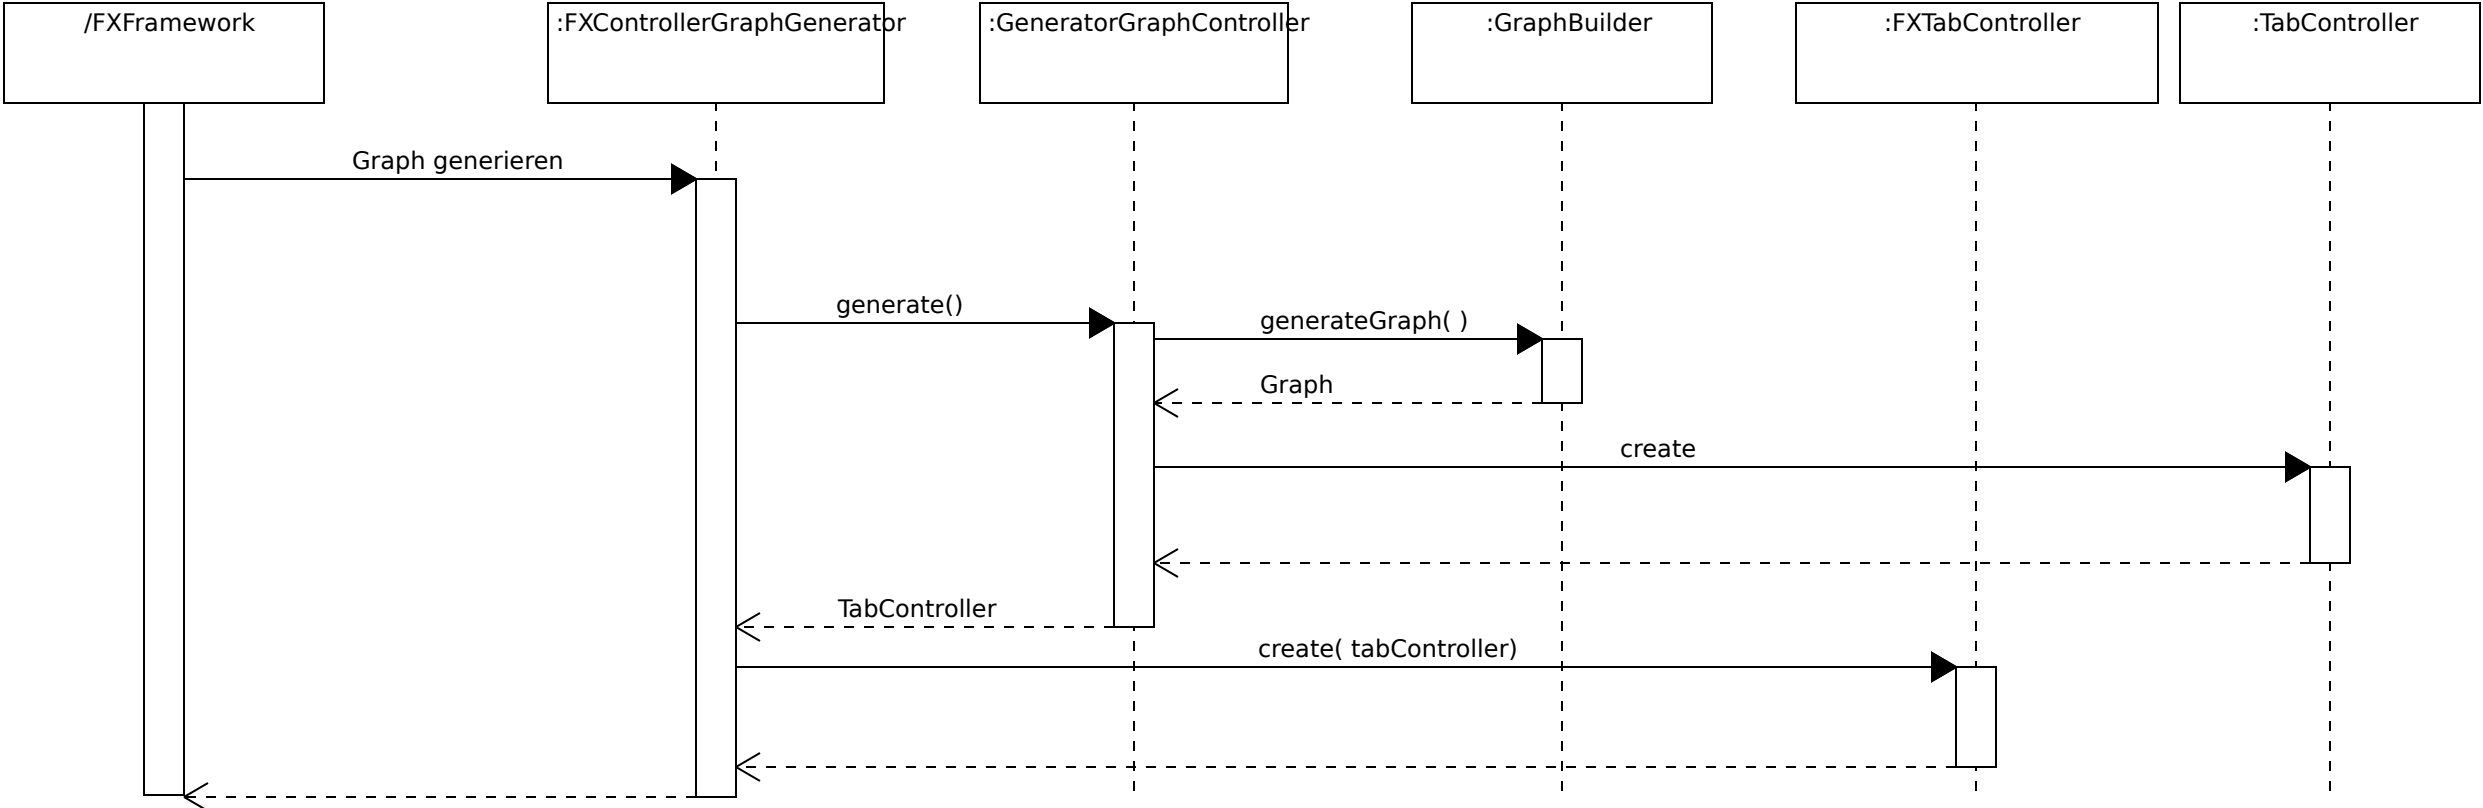 /FXFramework
:FXControllerGraphGenerator
:GeneratorGraphController
:GraphBuilder
:FXTabController
:TabController
Graph generieren
generate()
generateGraph( )
Graph
create
TabController
create( tabController)